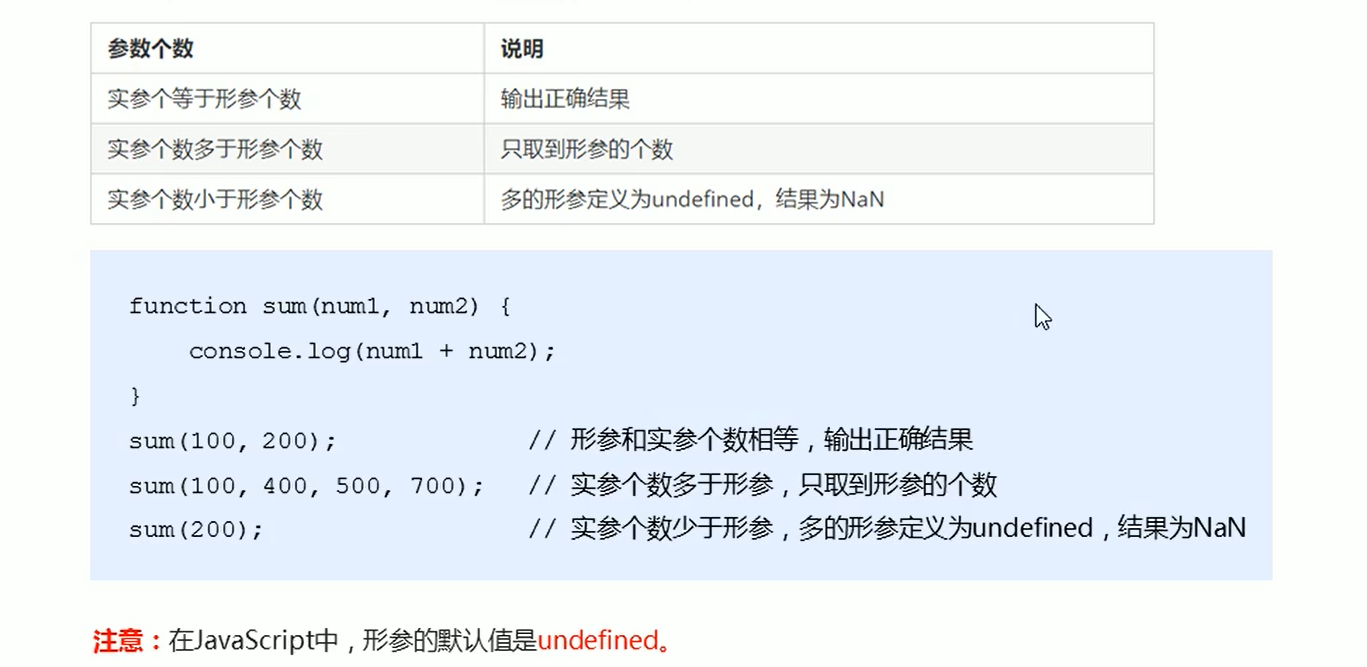 参数个数 说明
实参个等于形参个数 输出正确结果
实参个数多于形参个数 只取到形参的个数
实参个数小于形参个数 多的形参定义为undefined，结果为NaN
function sum(num1, num2) {
    console.log(num1 + num2);
}
sum(100, 200); // 形参和实参个数相等，输出正确结果
sum(100, 400, 500, 700); // 实参个数多于形参，只取到形参的个数
sum(200); // 实参个数少于形参，多的形参定义为undefined，结果为NaN
注意：在JavaScript中，形参的默认值是undefined。